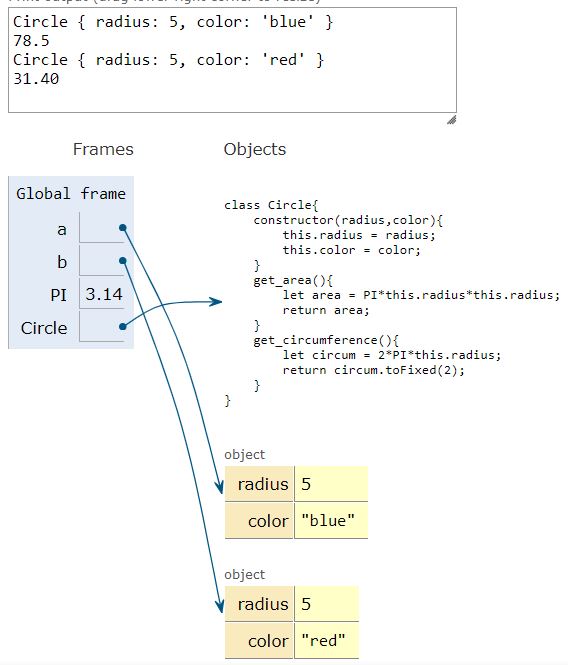 Circle { radius: 5, color: 'blue' }
78.5
Circle { radius: 5, color: 'red' }
31.40
Frames
Objects
Global frame
a
b
PI 3.14
Circle
class Circle{
    constructor(radius,color){
        this.radius = radius;
        this.color = color;
    }
    get_area(){
        let area = PI*this.radius*this.radius;
        return area;
    }
    get_circumference(){
        let circum = 2*PI*this.radius;
        return circum.toFixed(2);
    }
}
object
radius 5
color "blue"
object
radius 5
color "red"